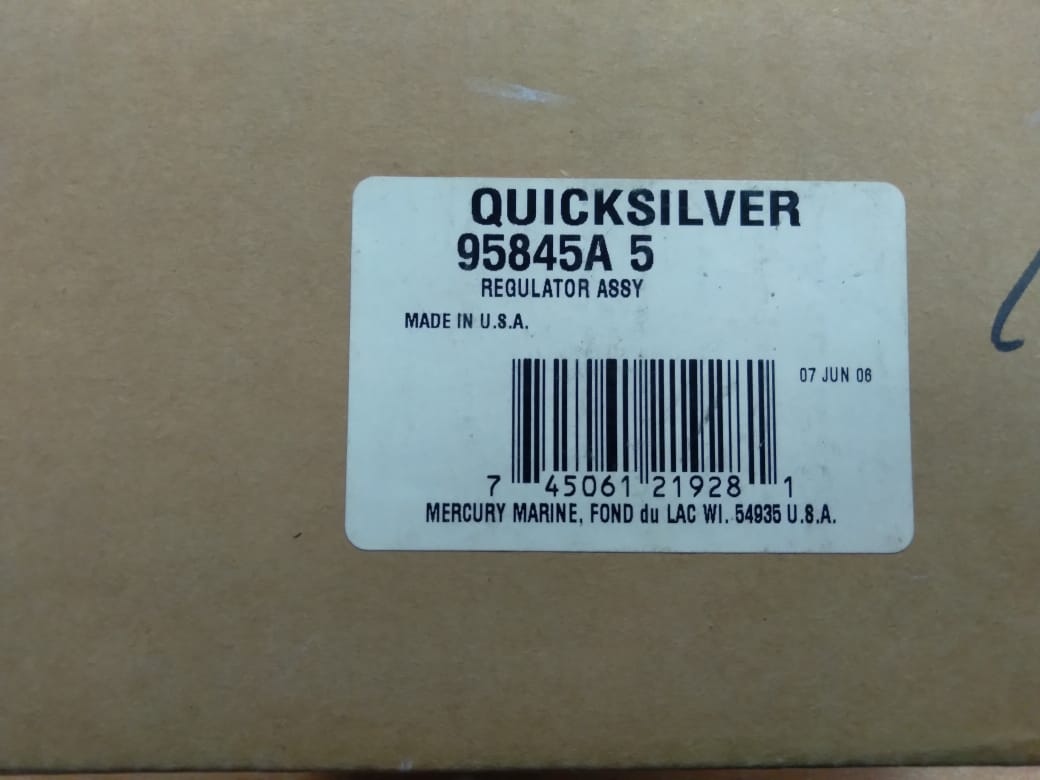 QUICKSILVER
95845A 5
REGULATOR ASSY
MADE IN U.S.A.
07 JUN 06
7 45061 21928 1
MERCURY MARINE, FOND du LAC WI. 54935 U.S.A.